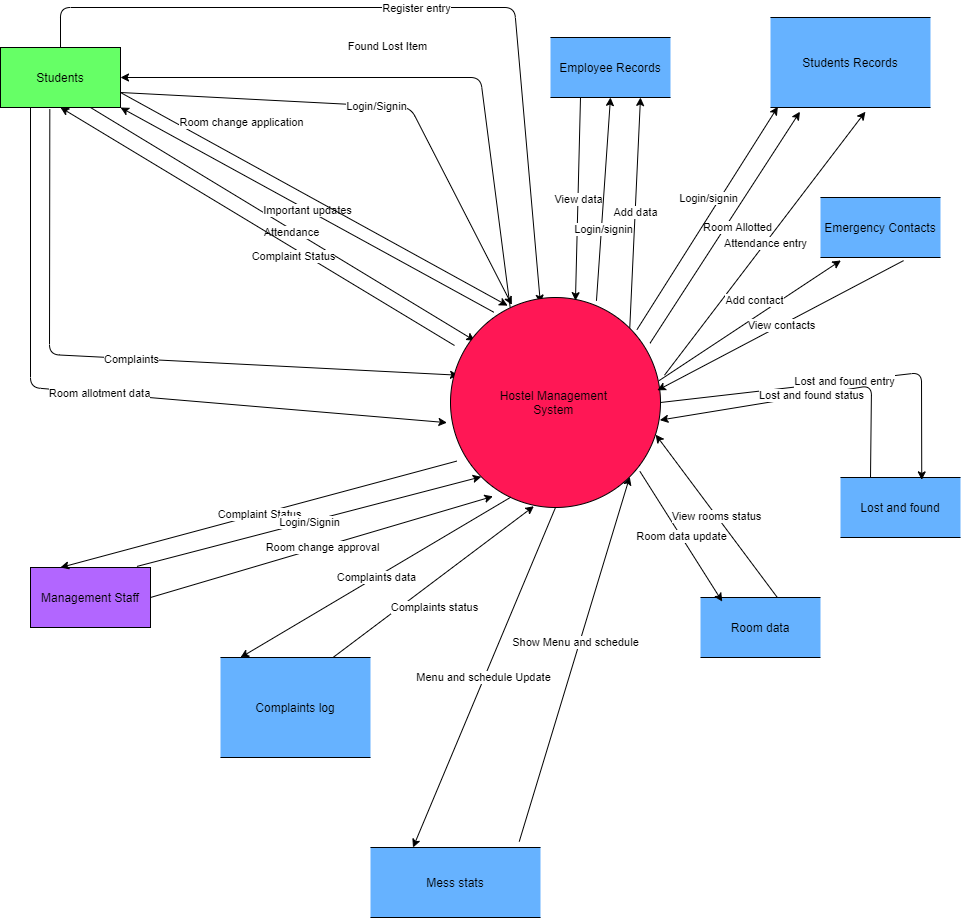 Register entry
Found Lost Item
Students
Employee Records
Students Records
Login/Signin
Room change application
View data
Login/signin
Add data
Login/signin
Room Allotted
Attendance entry
Important updates
Attendance
Complaint Status
Emergency Contacts
Add contact
View contacts
Complaints
Room allotment data
Hostel Management
System
Lost and found entry
Lost and found status
Lost and found
Complaint Status
Login/Signin
Room change approval
View rooms status
Room data update
Management Staff
Complaints data
Complaints status
Room data
Show Menu and schedule
Menu and schedule Update
Complaints log
Mess stats